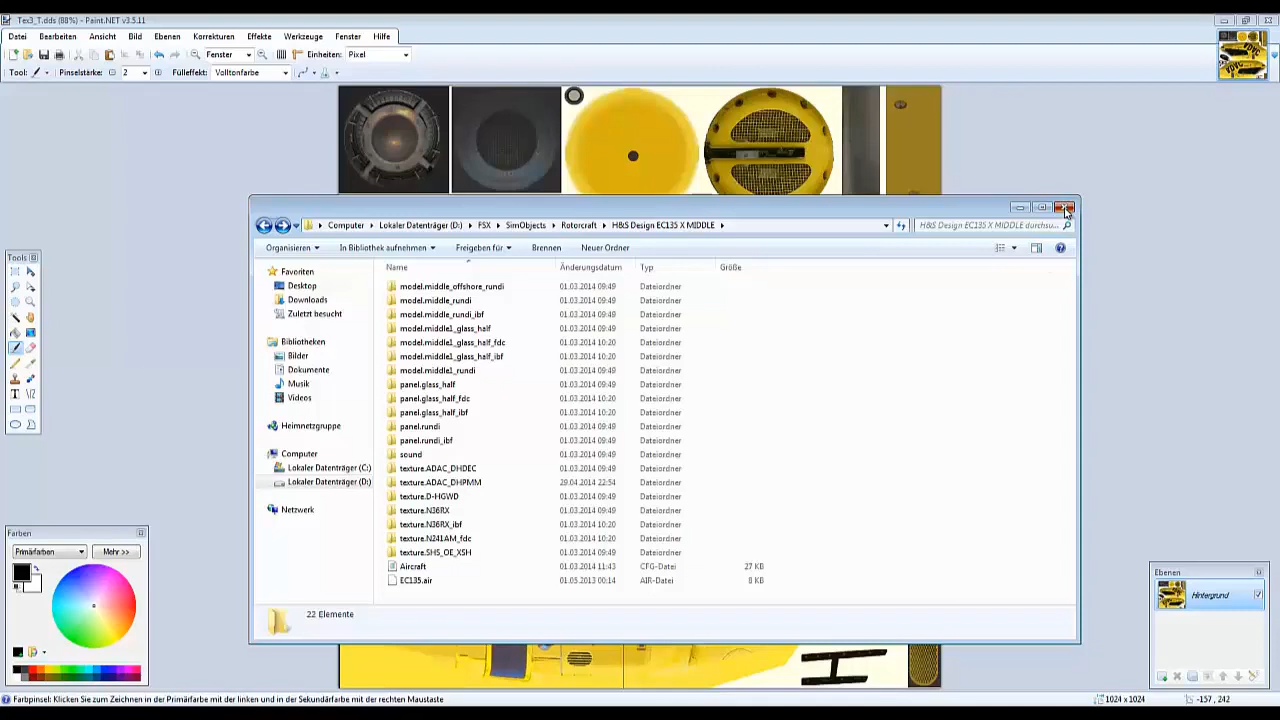 Tex3_T.dds (88%) - Paint.NET v3.5.11
Datei Bearbeiten Ansicht Bild Ebenen Korrekturen Effekte Werkzeuge Fenster Hilfe
Fenster Einheiten: Pixel
Tool: Pinselstärke: 2 Fülleffekt: Volltonfarbe
Computer Lokaler Datenträger (D:) FSX SimObjects Rotorcraft H&S Design EC135 X MIDDLE H&S Design EC135 X MIDDLE durchsu...
Organisieren In Bibliothek aufnehmen Freigeben für Brennen Neuer Ordner
Tools
Favoriten
Desktop
Downloads
Zuletzt besucht
Bibliotheken
Bilder
Dokumente
Musik
Videos
Heimnetzgruppe
Computer
Lokaler Datenträger (C:)
Lokaler Datenträger (D:)
Netzwerk
Name Änderungsdatum Typ Größe
model.middle_offshore_rundi 01.03.2014 09:49 Dateiordner
model.middle_rundi 01.03.2014 09:49 Dateiordner
model.middle_rundi_ibf 01.03.2014 09:49 Dateiordner
model.middle1_glass_half 01.03.2014 09:49 Dateiordner
model.middle1_glass_half_fdc 01.03.2014 10:20 Dateiordner
model.middle1_glass_half_ibf 01.03.2014 10:20 Dateiordner
model.middle1_rundi 01.03.2014 09:49 Dateiordner
panel.glass_half 01.03.2014 09:49 Dateiordner
panel.glass_half_fdc 01.03.2014 10:20 Dateiordner
panel.glass_half_ibf 01.03.2014 10:20 Dateiordner
panel.rundi 01.03.2014 09:49 Dateiordner
panel.rundi_ibf 01.03.2014 09:49 Dateiordner
sound 01.03.2014 09:49 Dateiordner
texture.ADAC_DHDEC 01.03.2014 09:49 Dateiordner
texture.ADAC_DHPMM 29.04.2014 22:54 Dateiordner
texture.D-HGWD 01.03.2014 09:49 Dateiordner
texture.N36RX 01.03.2014 09:49 Dateiordner
texture.N36RX_ibf 01.03.2014 10:20 Dateiordner
texture.N241AM_fdc 01.03.2014 10:20 Dateiordner
texture.SHS_OE_XSH 01.03.2014 09:49 Dateiordner
Aircraft 01.03.2014 11:43 CFG-Datei 27 KB
EC135.air 01.05.2013 00:14 AIR-Datei 8 KB
22 Elemente
Farben
Primärfarben Mehr >>
Ebenen
Hintergrund
Farbpinsel: Klicken Sie zum Zeichnen in der Primärfarbe mit der linken und in der Sekundärfarbe mit der rechten Maustaste 1024 x 1024 -157, 242